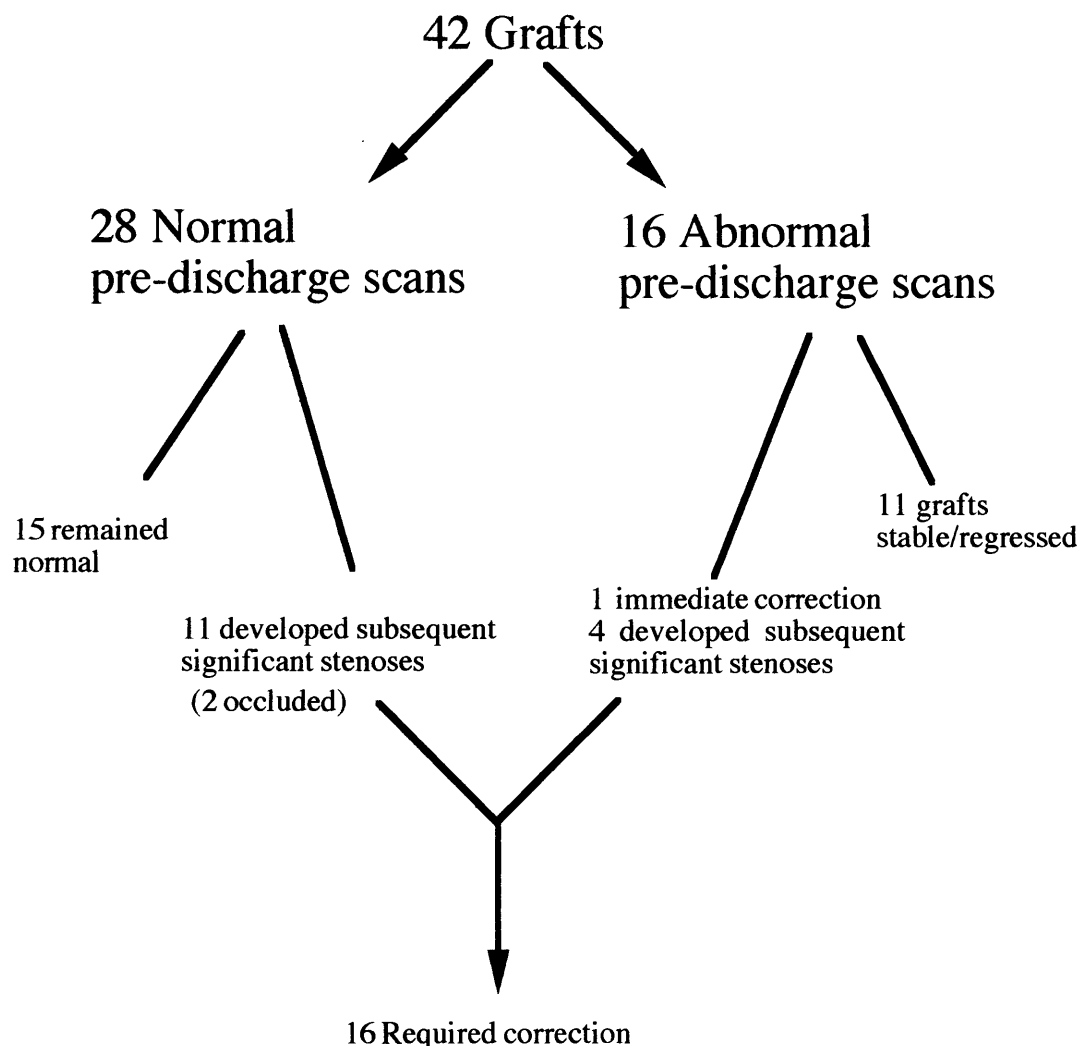 42 Grafts
28 Normal
pre-discharge scans
16 Abnormal
pre-discharge scans
15 remained
normal
11 grafts
stable/regressed
11 developed subsequent
significant stenoses
(2 occluded)
1 immediate correction
4 developed subsequent
significant stenoses
16 Required correction